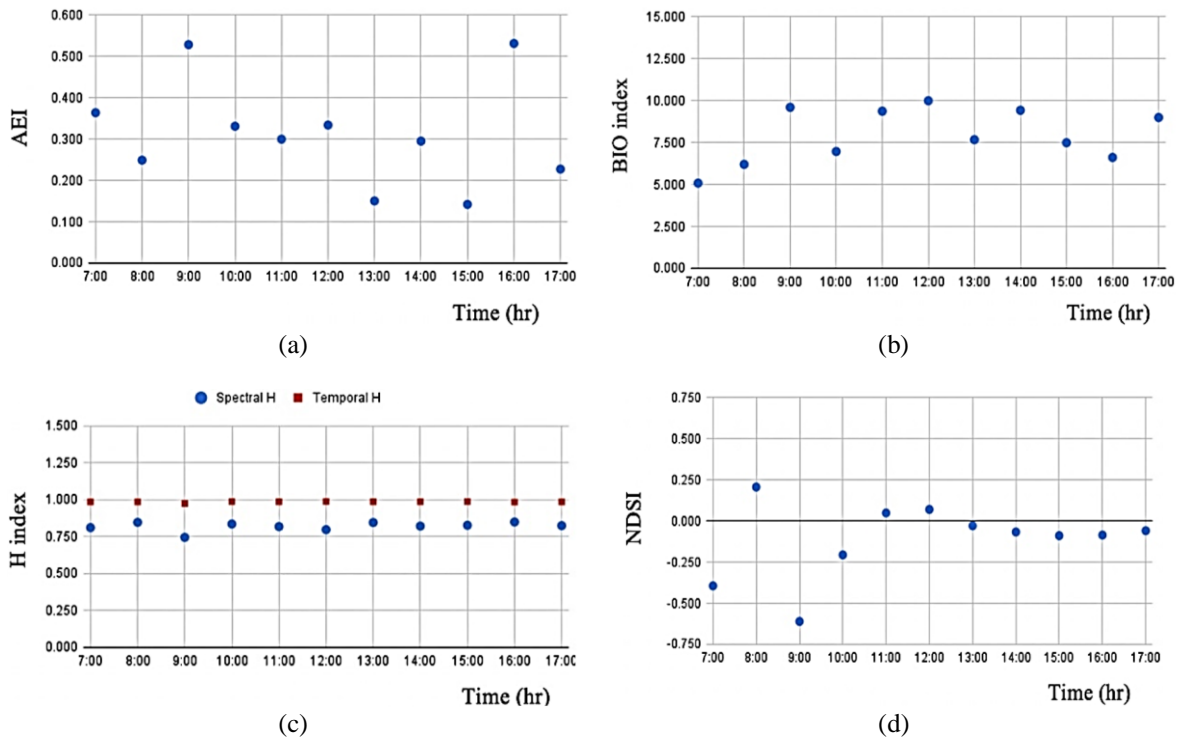 0.600
0.500
0.400
0.300
0.200
0.100
0.000
AEI
7:00 8:00 9:00 10:00 11:00 12:00 13:00 14:00 15:00 16:00 17:00
Time (hr)
(a)
15.000
12.500
10.000
7.500
5.000
2.500
0.000
BIO index
7:00 8:00 9:00 10:00 11:00 12:00 13:00 14:00 15:00 16:00 17:00
Time (hr)
(b)
Spectral H Temporal H
1.500
1.250
1.000
0.750
0.500
0.250
0.000
H index
7:00 8:00 9:00 10:00 11:00 12:00 13:00 14:00 15:00 16:00 17:00
Time (hr)
(c)
0.750
0.500
0.250
0.000
-0.250
-0.500
-0.750
NDSI
7:00 8:00 9:00 10:00 11:00 12:00 13:00 14:00 15:00 16:00 17:00
Time (hr)
(d)